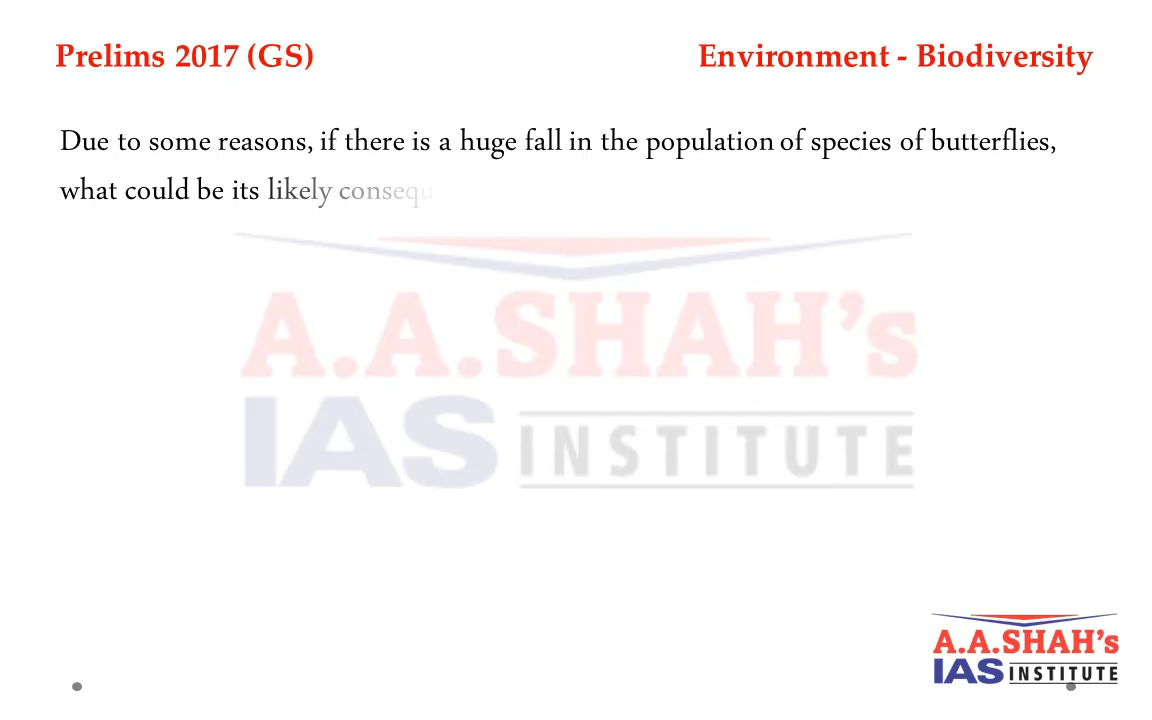 Prelims 2017 (GS) Environment - Biodiversity
Due to some reasons, if there is a huge fall in the population of species of butterflies,
what could be its likely consequ
A.A.SHAH's
IAS INSTITUTE
A.A.SHAH's
IAS INSTITUTE